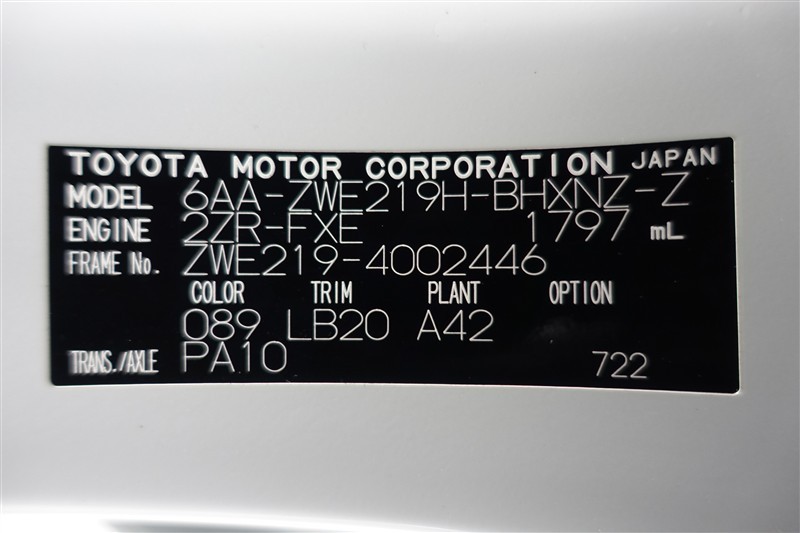 TOYOTA MOTOR CORPORATION JAPAN
MODEL 6AA-ZWE219H-BHXNZ-Z
ENGINE 2ZR-FXE 1797 mL
FRAME No. ZWE219-4002446
COLOR TRIM PLANT OPTION
089 LB20 A42
TRANS./AXLE PA10 722